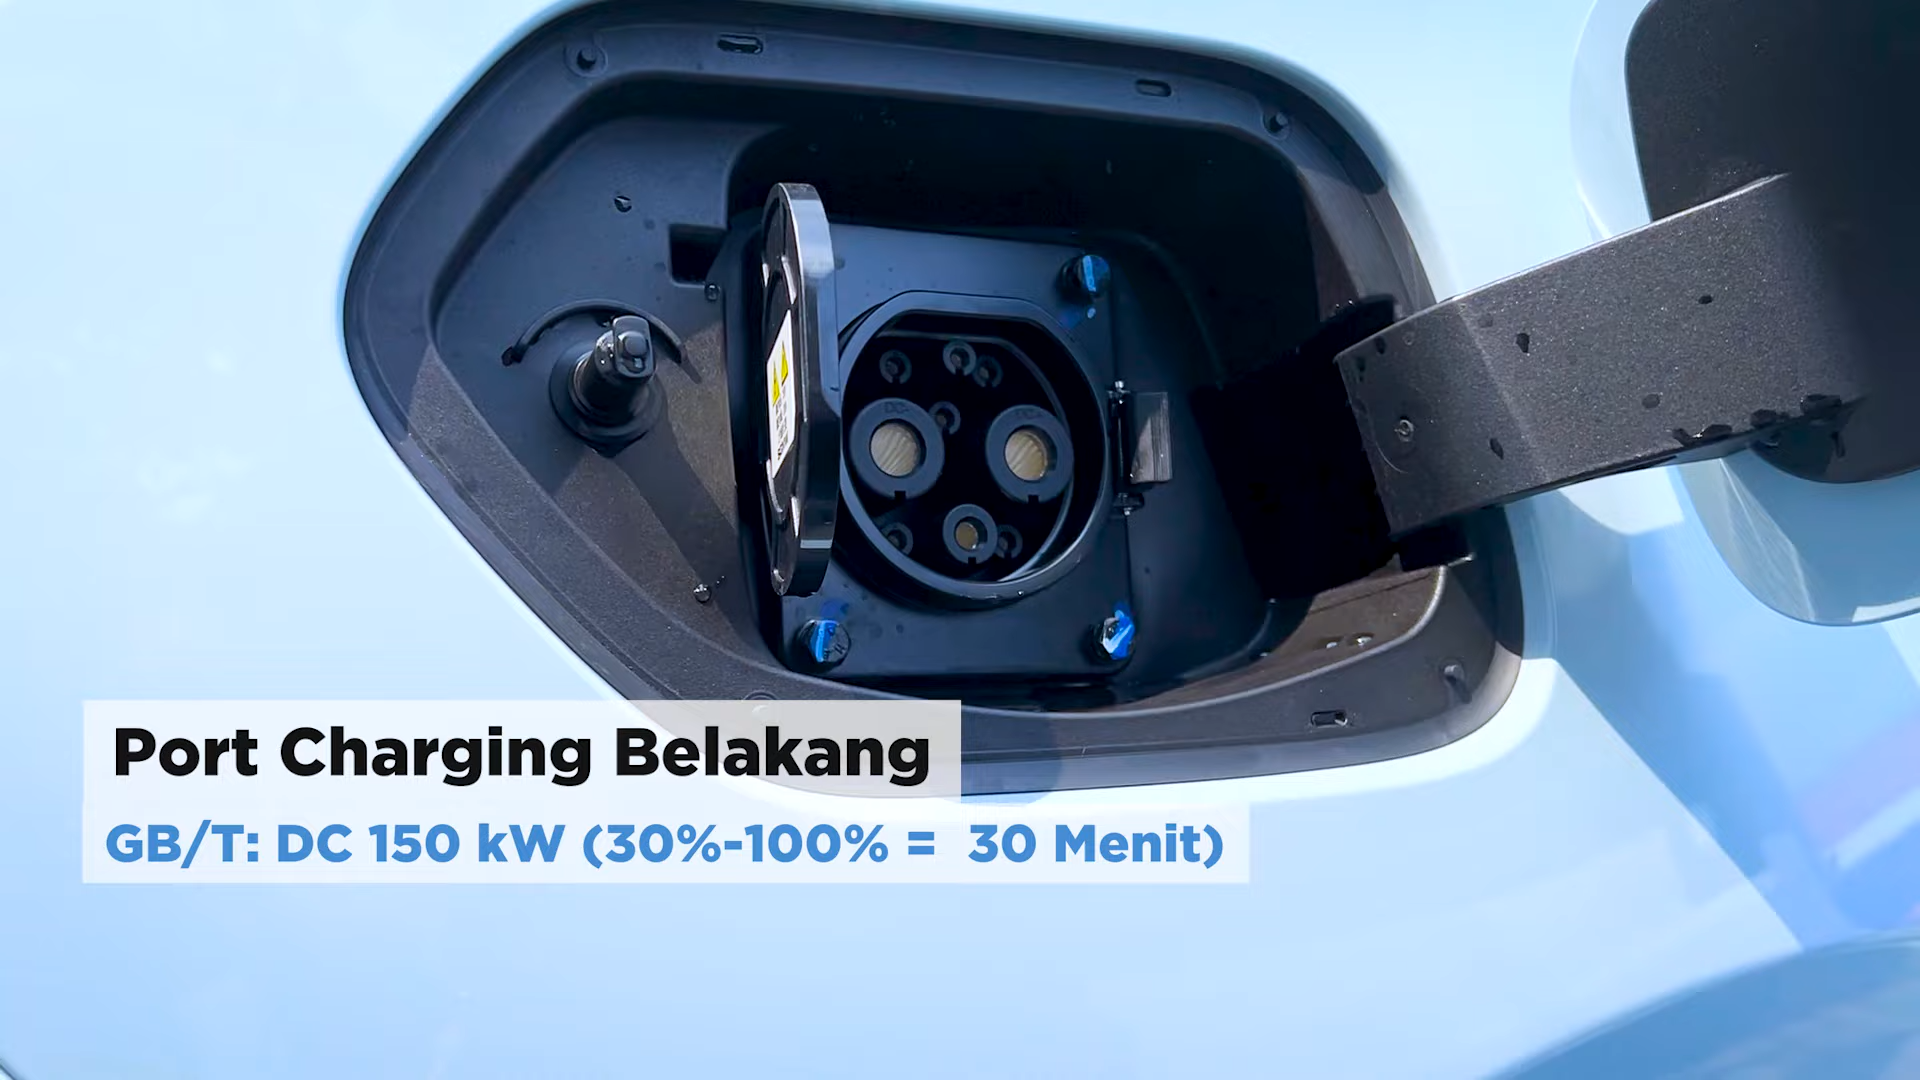 Port Charging Belakang
GB/T: DC 150 kW (30%-100% = 30 Menit)